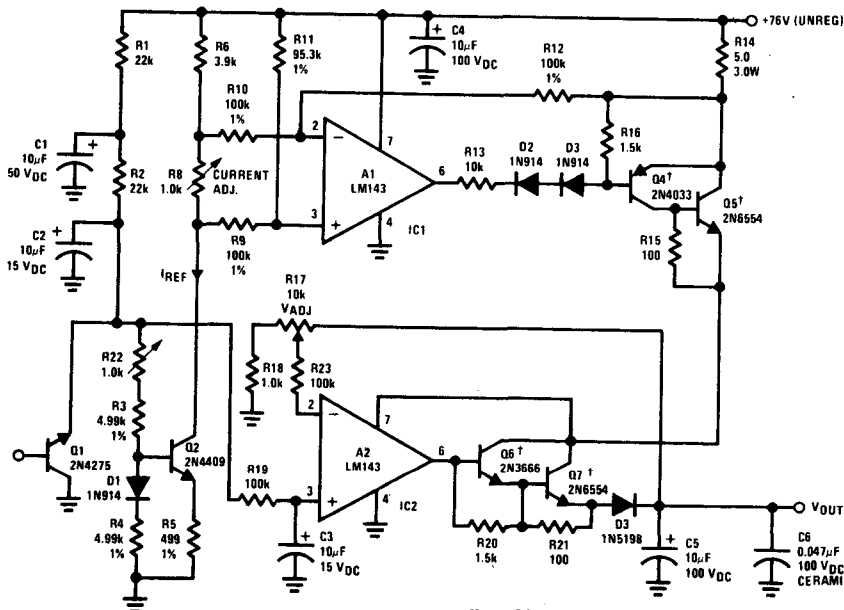 +76V (UNREG)
R1
22k
R6
3.9k
R11
95.3k
1%
C4
10μF
100 VDC
+
R12
100k
1%
R14
5.0
3.0W
R10
100k
1%
C1
10μF
50 VDC
+
R2
22k
R8
1.0k
CURRENT
ADJ.
2
−
7
A1
LM143
6
3
+
4
IC1
R13
10k
D2
1N914
D3
1N914
R16
1.5k
Q4†
2N4033
Q5†
2N6554
C2
10μF
15 VDC
+
R9
100k
1%
R15
100
iREF
R17
10k
VADJ
R22
1.0k
R18
1.0k
R23
100k
R3
4.99k
1%
2
−
7
A2
LM143
6
3
+
4
IC2
Q1
2N4275
Q2
2N4409
D1
1N914
R19
100k
Q6†
2N3666
Q7†
2N6554
D3
1N5198
VOUT
R4
4.99k
1%
R5
499
1%
C3
10μF
15 VDC
+
R20
1.5k
R21
100
C5
10μF
100 VDC
+
C6
0.047μF
100 VDC
CERAMI